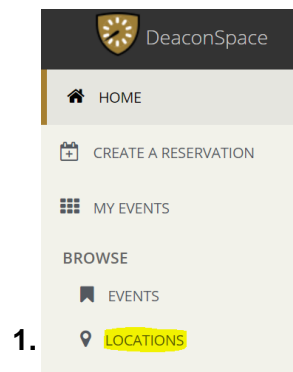 DeaconSpace
HOME
CREATE A RESERVATION
MY EVENTS
BROWSE
EVENTS
1. LOCATIONS